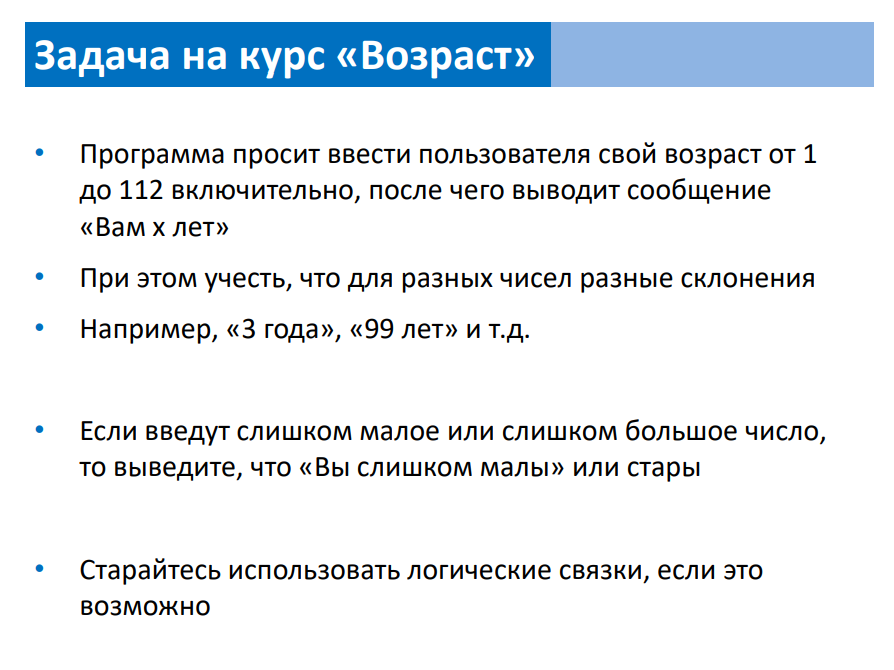 Задача на курс «Возраст»
• Программа просит ввести пользователя свой возраст от 1
до 112 включительно, после чего выводит сообщение
«Вам x лет»
• При этом учесть, что для разных чисел разные склонения
• Например, «3 года», «99 лет» и т.д.
• Если введут слишком малое или слишком большое число,
то выведите, что «Вы слишком малы» или стары
• Старайтесь использовать логические связки, если это
возможно